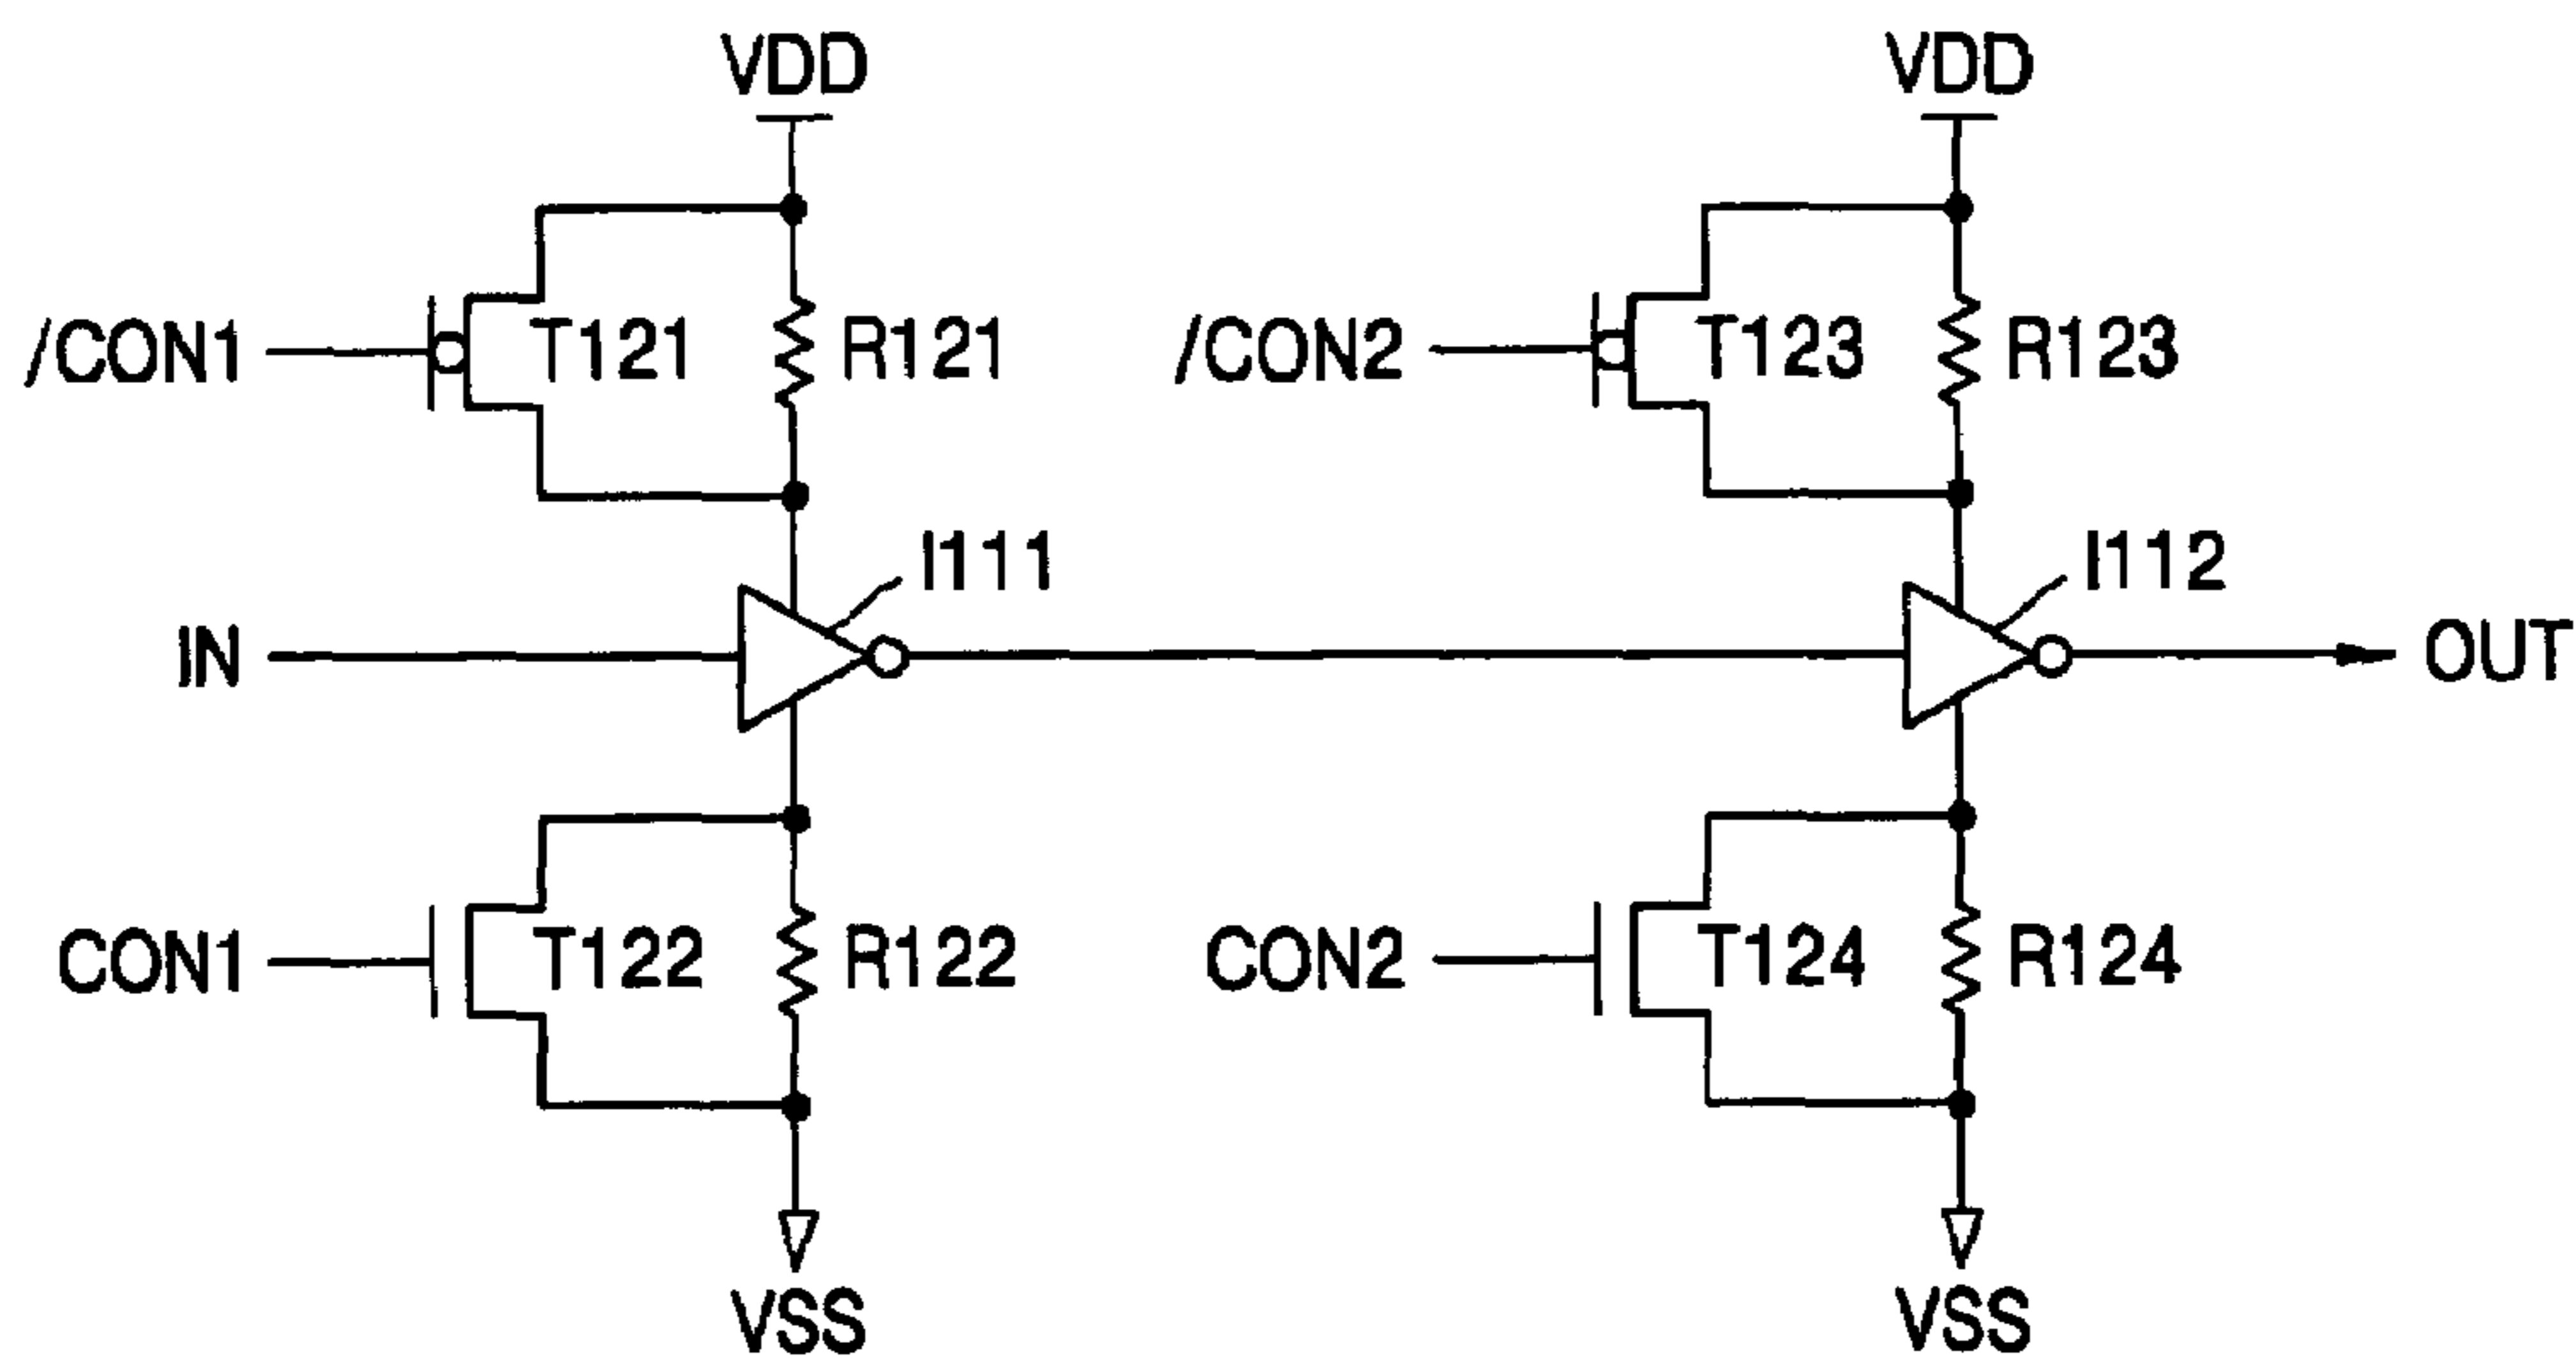 VDD VDD
/CON1 T121 R121 /CON2 T123 R123
I111 I112
IN OUT
CON1 T122 R122 CON2 T124 R124
VSS VSS